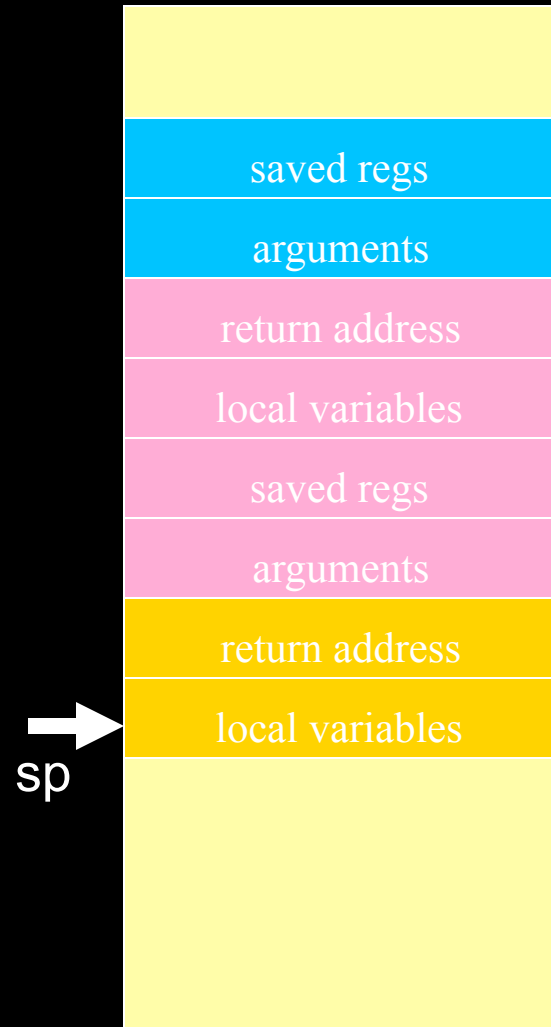 saved regs
arguments
return address
local variables
saved regs
arguments
return address
local variables
sp